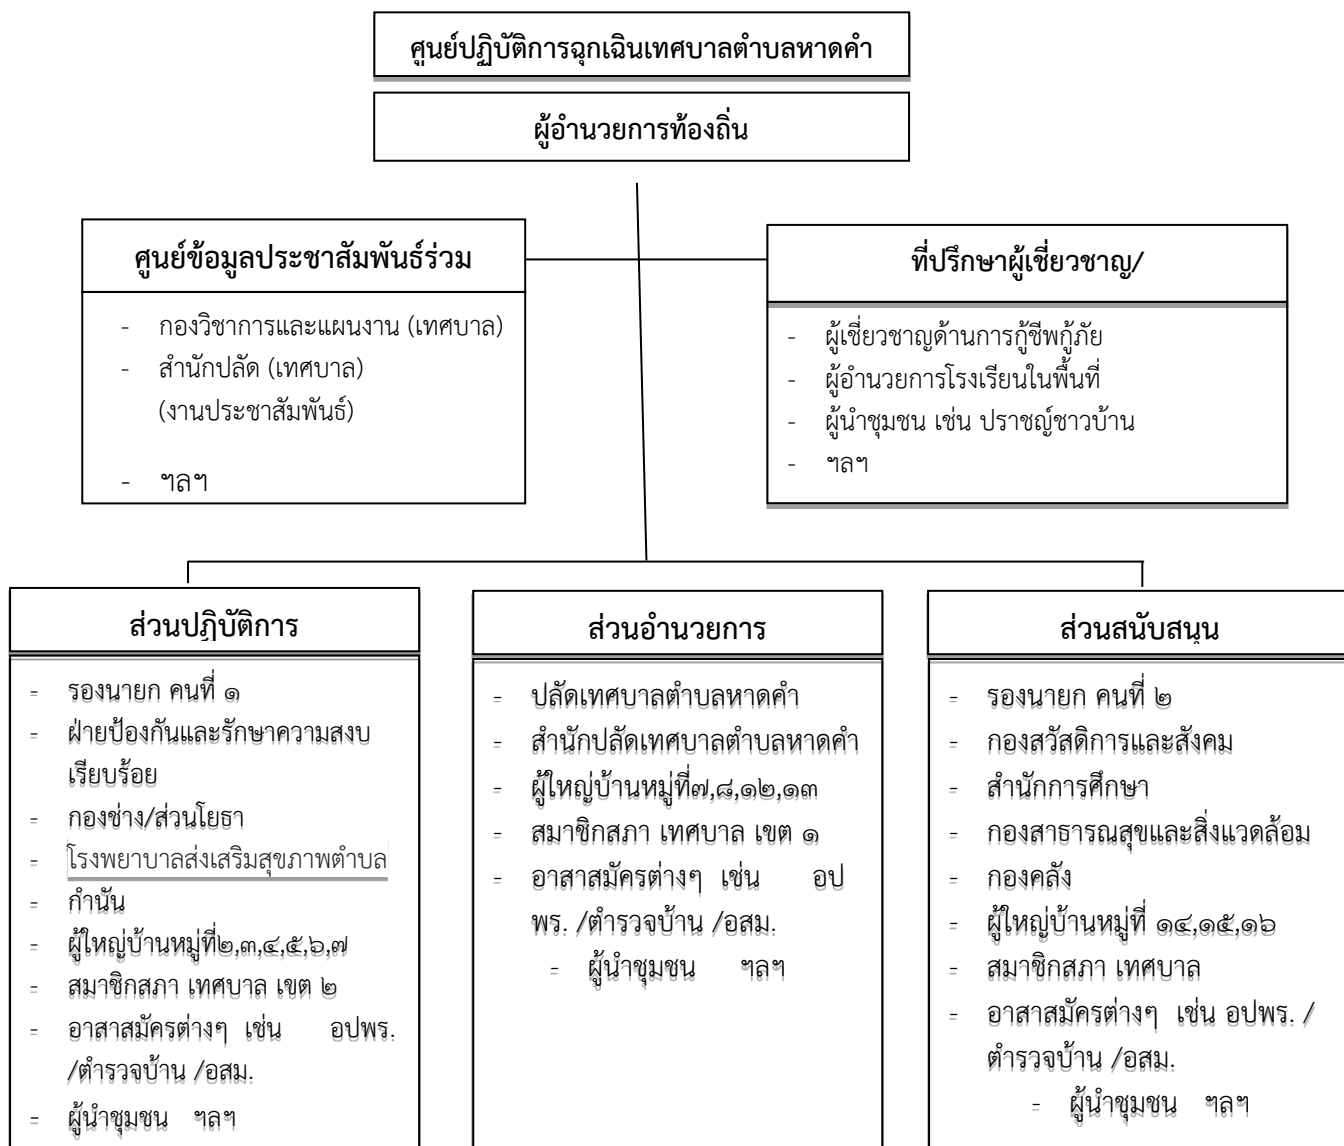 ศูนย์ปฏิบัติการฉุกเฉินเทศบาลตำบลหาดคำ
ผู้อำนวยการท้องถิ่น
ศูนย์ข้อมูลประชาสัมพันธ์ร่วม
- กองวิชาการและแผนงาน (เทศบาล)
- สำนักปลัด (เทศบาล)
(งานประชาสัมพันธ์)
- ฯลฯ
ที่ปรึกษาผู้เชี่ยวชาญ/
- ผู้เชี่ยวชาญด้านการกู้ชีพกู้ภัย
- ผู้อำนวยการโรงเรียนในพื้นที่
- ผู้นำชุมชน เช่น ปราชญ์ชาวบ้าน
- ฯลฯ
ส่วนปฏิบัติการ
- รองนายก คนที่ ๑
- ฝ่ายป้องกันและรักษาความสงบ
เรียบร้อย
- กองช่าง/ส่วนโยธา
- โรงพยาบาลส่งเสริมสุขภาพตำบล
- กำนัน
- ผู้ใหญ่บ้านหมู่ที่๒,๓,๔,๕,๖,๗
- สมาชิกสภา เทศบาล เขต ๒
- อาสาสมัครต่างๆ เช่น อปพร.
/ตำรวจบ้าน /อสม.
- ผู้นำชุมชน ฯลฯ
ส่วนอำนวยการ
- ปลัดเทศบาลตำบลหาดคำ
- สำนักปลัดเทศบาลตำบลหาดคำ
- ผู้ใหญ่บ้านหมู่ที่๗,๘,๑๒,๑๓
- สมาชิกสภา เทศบาล เขต ๑
- อาสาสมัครต่างๆ เช่น อป
พร. /ตำรวจบ้าน /อสม.
- ผู้นำชุมชน ฯลฯ
ส่วนสนับสนุน
- รองนายก คนที่ ๒
- กองสวัสดิการและสังคม
- สำนักการศึกษา
- กองสาธารณสุขและสิ่งแวดล้อม
- กองคลัง
- ผู้ใหญ่บ้านหมู่ที่ ๑๔,๑๕,๑๖
- สมาชิกสภา เทศบาล
- อาสาสมัครต่างๆ เช่น อปพร. /
ตำรวจบ้าน /อสม.
- ผู้นำชุมชน ฯลฯ